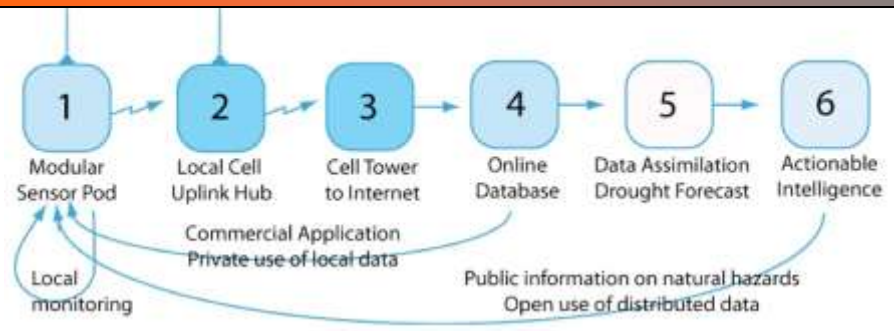 1
2
3
4
5
6
Modular
Sensor Pod
Local Cell
Uplink Hub
Cell Tower
to Internet
Online
Database
Data Assimilation
Drought Forecast
Actionable
Intelligence
Commercial Application
Private use of local data
Local
monitoring
Public information on natural hazards
Open use of distributed data